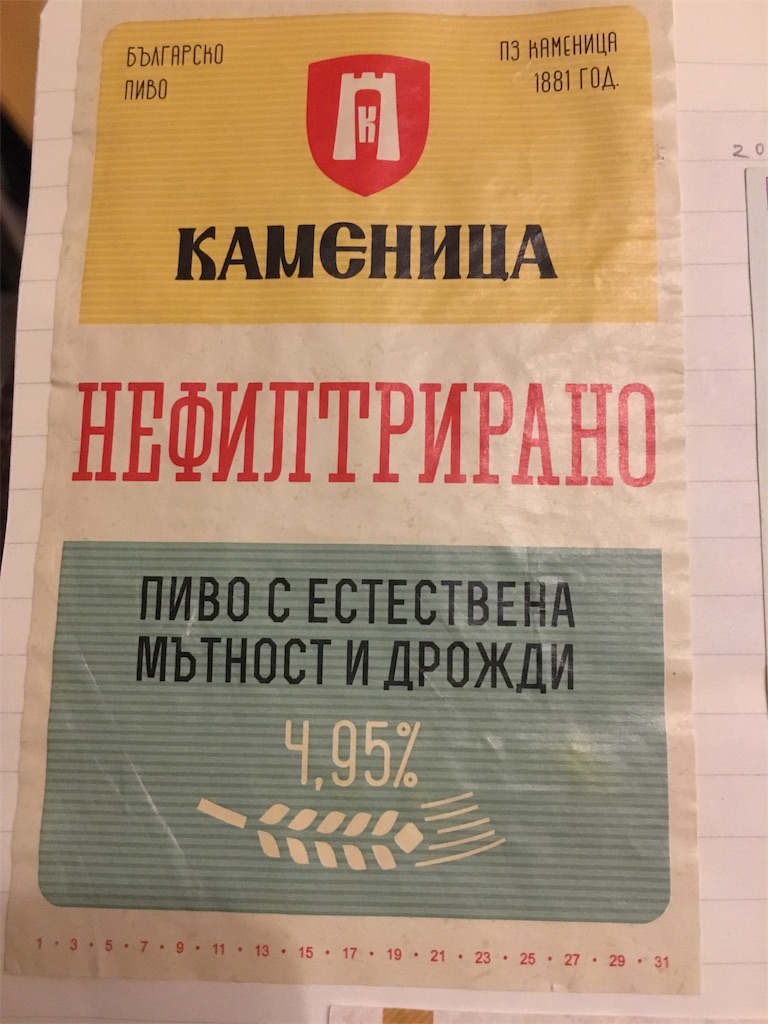 БЪЛГАРСКО
ПИВО
ПЗ КАМЕНИЦА
1881 ГОД.
К
КАМЕНИЦА
НЕФИЛТРИРАНО
ПИВО С ЕСТЕСТВЕНА
МЪТНОСТ И ДРОЖДИ
4,95%
1 · 3 · 5 · 7 · 9 · 11 · 13 · 15 · 17 · 19 · 21 · 23 · 25 · 27 · 29 · 31
20